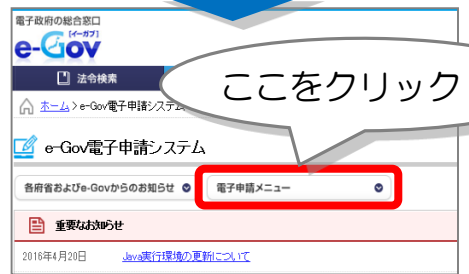 電子政府の総合窓口
[イーガブ]
e-Gov
法令検索
ここをクリック
ホーム > e-Gov電子申請システム
e-Gov電子申請システム
各府省およびe-Govからのお知らせ
電子申請メニュー
重要なお知らせ
2016年4月20日 Java実行環境の更新について